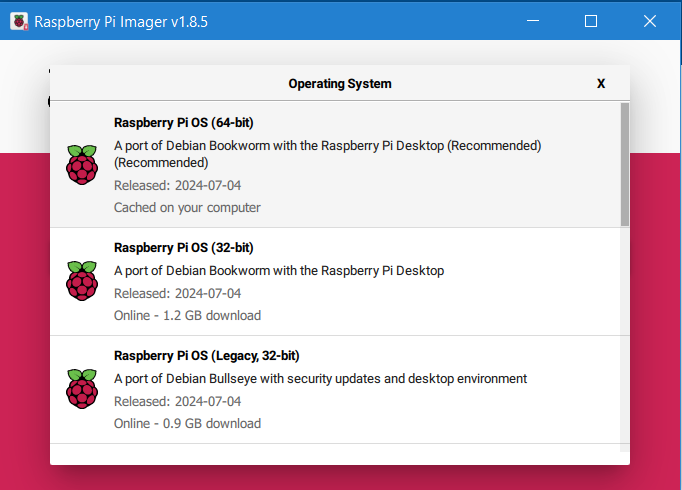 Raspberry Pi Imager v1.8.5
Operating System
X
Raspberry Pi OS (64-bit)
A port of Debian Bookworm with the Raspberry Pi Desktop (Recommended)
(Recommended)
Released: 2024-07-04
Cached on your computer
Raspberry Pi OS (32-bit)
A port of Debian Bookworm with the Raspberry Pi Desktop
Released: 2024-07-04
Online - 1.2 GB download
Raspberry Pi OS (Legacy, 32-bit)
A port of Debian Bullseye with security updates and desktop environment
Released: 2024-07-04
Online - 0.9 GB download